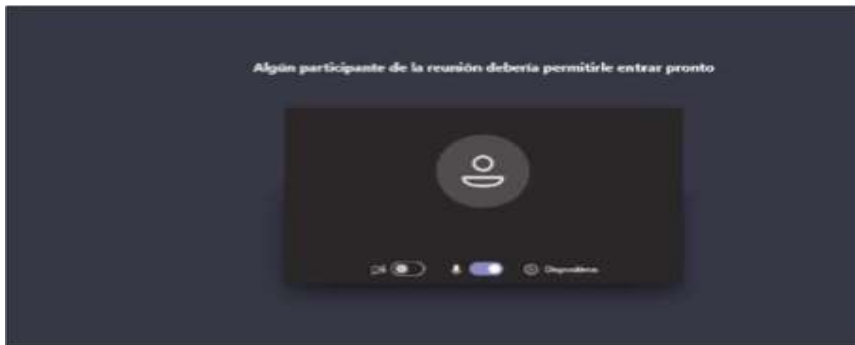 Algún participante de la reunión debería permitirle entrar pronto
Dispositivos